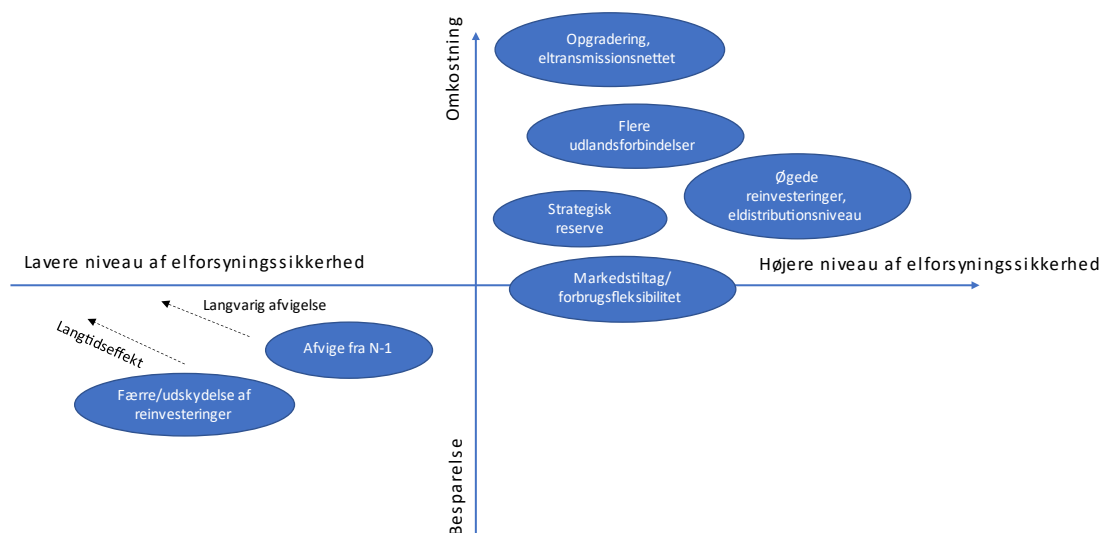 Omkostning
Opgradering,
eltransmissionsnettet
Flere
udlandsforbindelser
Øgede
reinvesteringer,
eldistributionsniveau
Strategisk
reserve
Lavere niveau af elforsyningssikkerhed
Højere niveau af elforsyningssikkerhed
Markedstiltag/
forbrugsfleksibilitet
Langvarig afvigelse
Langtidseffekt
Afvige fra N-1
Færre/udskydelse af
reinvesteringer
Besparelse